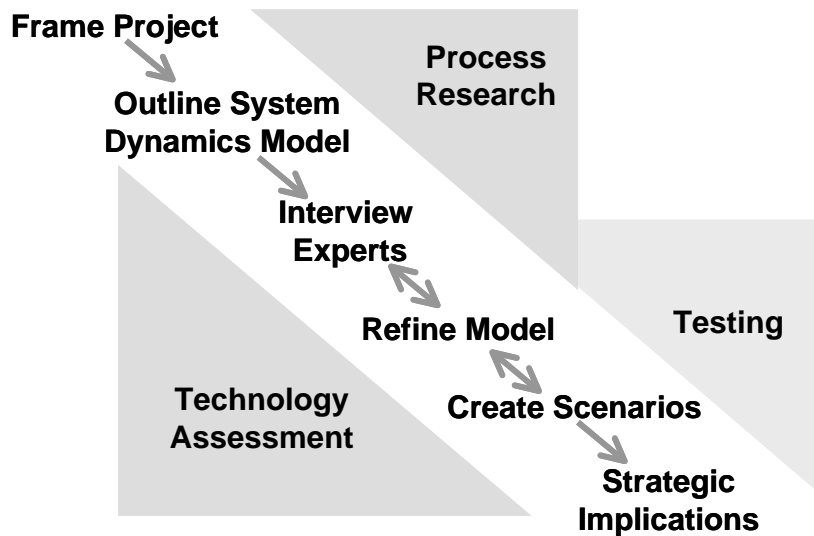 Frame Project
Process
Research
Outline System
Dynamics Model
Interview
Experts
Refine Model
Testing
Technology
Assessment
Create Scenarios
Strategic
Implications